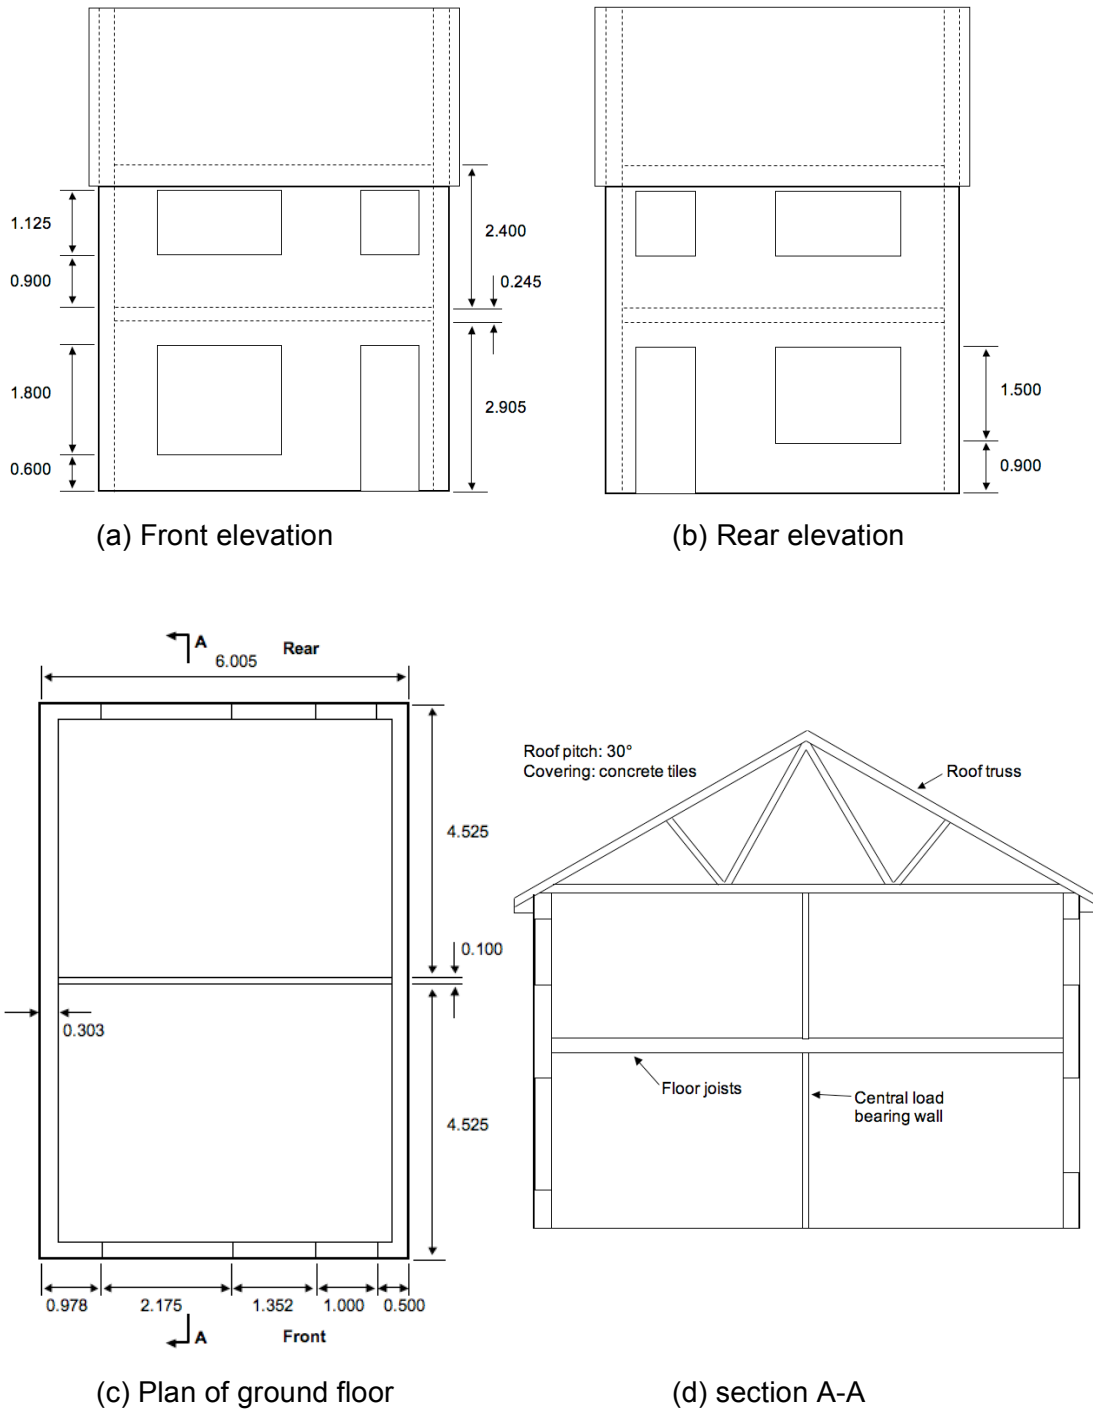 1.125
0.900
1.800
0.600
2.400
0.245
2.905
1.500
0.900
(a) Front elevation
(b) Rear elevation
A
Rear
6.005
4.525
0.100
0.303
4.525
0.978
2.175
1.352
1.000
0.500
A
Front
Roof pitch: 30°
Covering: concrete tiles
Roof truss
Floor joists
Central load
bearing wall
(c) Plan of ground floor
(d) section A-A